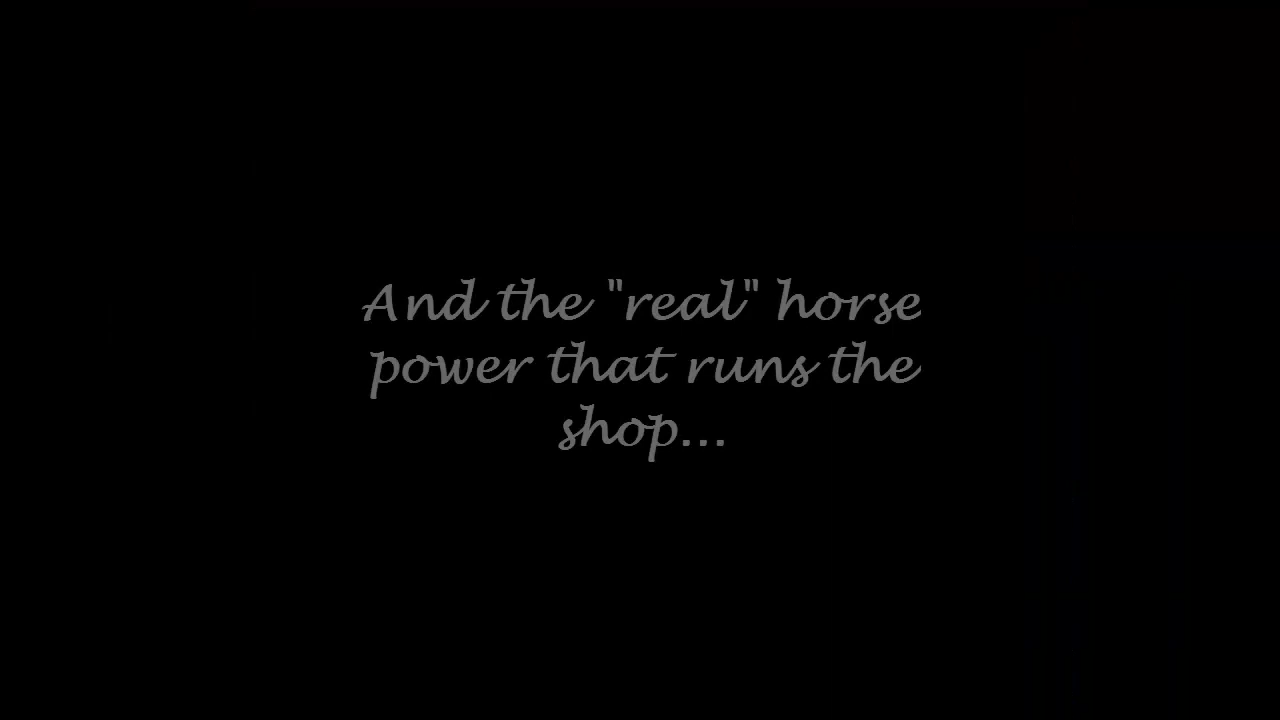 And the "real" horse
power that runs the
shop...